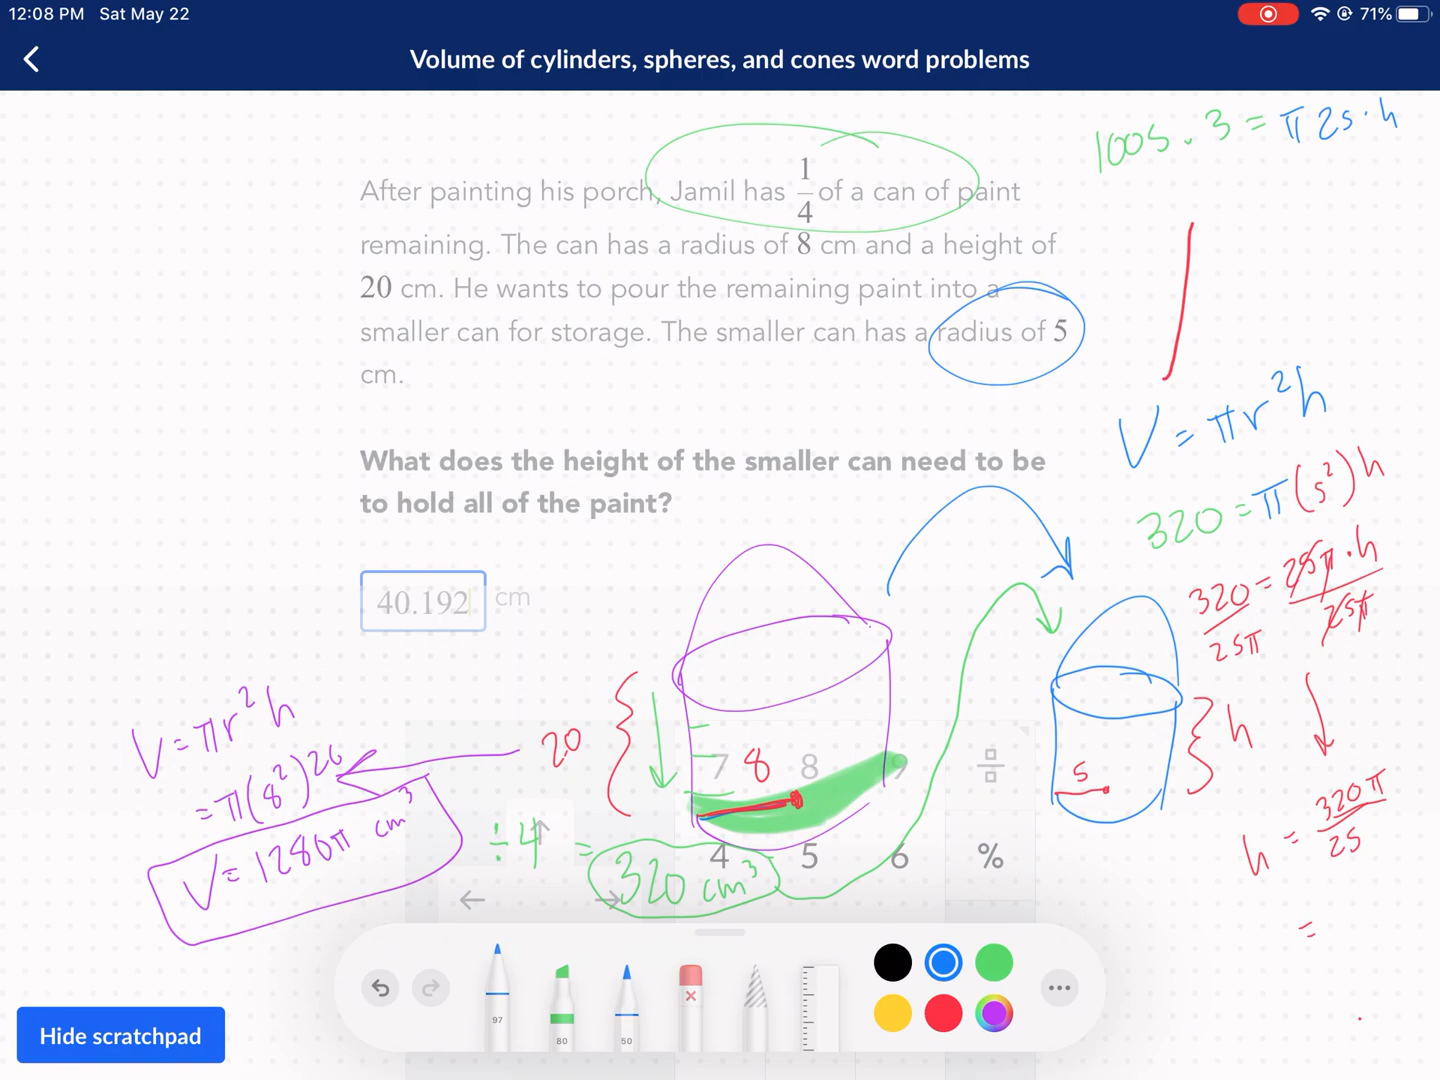 12:08 PM Sat May 22
71%
Volume of cylinders, spheres, and cones word problems
1005.3 = π25·h
After painting his porch, Jamil has 1/4 of a can of paint
remaining. The can has a radius of 8 cm and a height of
20 cm. He wants to pour the remaining paint into a
smaller can for storage. The smaller can has a radius of 5
cm.
V = πr²h
What does the height of the smaller can need to be
to hold all of the paint?
320 = π(5²)h
320/25π = 25π·h/25π
40.192 cm
V = πr²h
= π(8²)20
V = 1280π cm³
÷4 = 320 cm³
20
8
5
h
h = 320π/25
=
7 8 9
4 5 6 %
97
80
50
Hide scratchpad